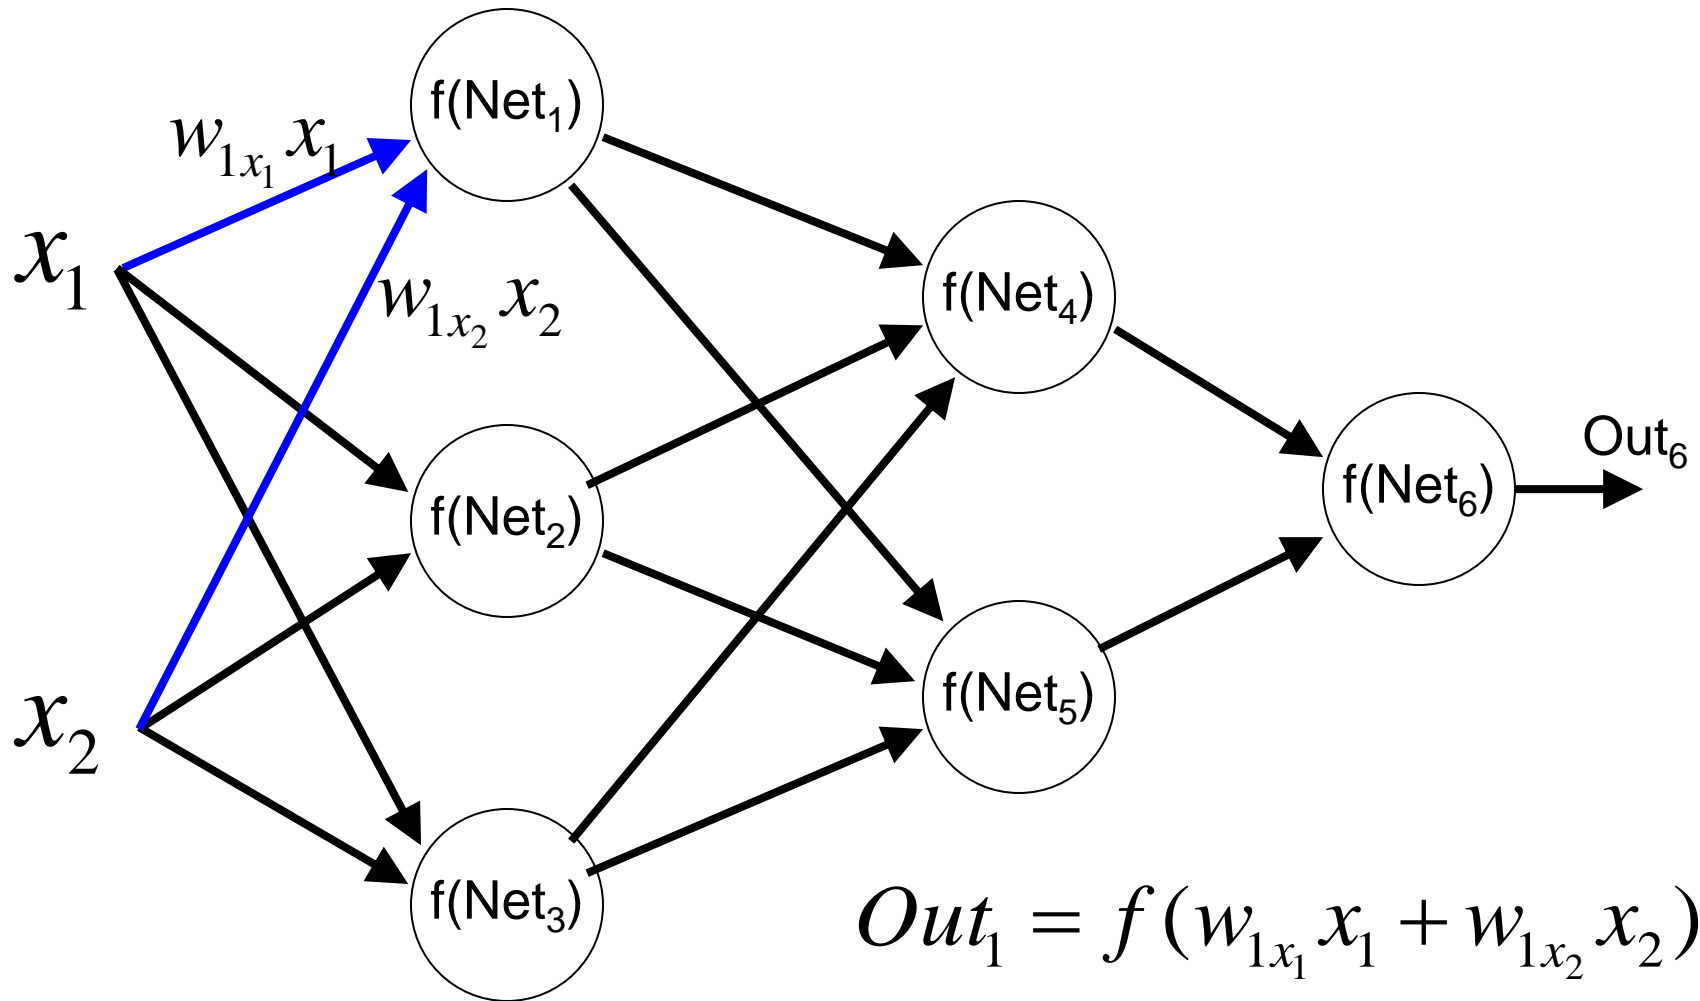 f(Net₁)
w₁ₓ₁ x₁
x₁
w₁ₓ₂ x₂
f(Net₄)
Out₆
f(Net₂)
f(Net₆)
x₂
f(Net₅)
f(Net₃)
Out₁ = f(w₁ₓ₁ x₁ + w₁ₓ₂ x₂)